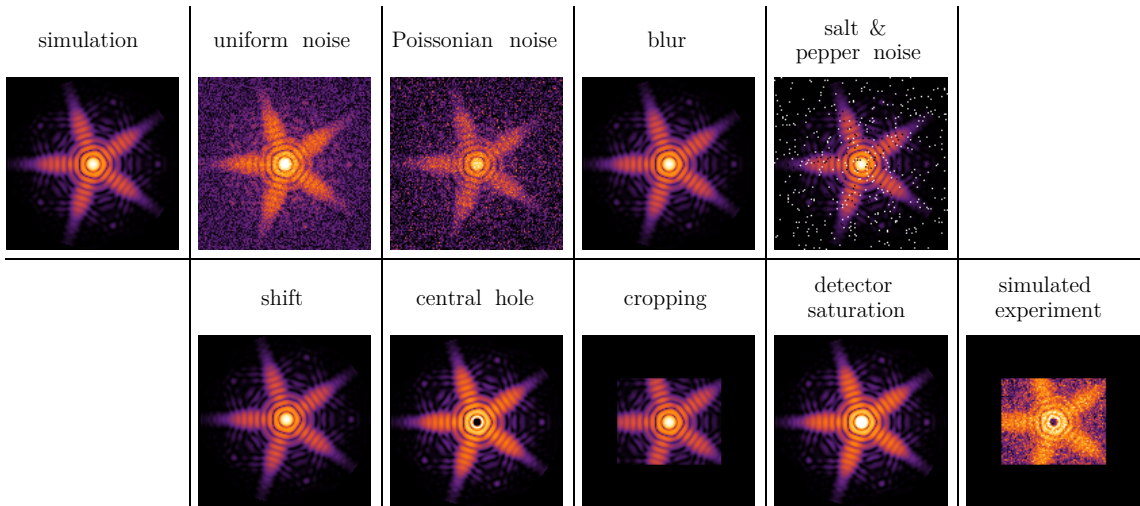 simulation
uniform noise
Poissonian noise
blur
salt &
pepper noise
shift
central hole
cropping
detector
saturation
simulated
experiment